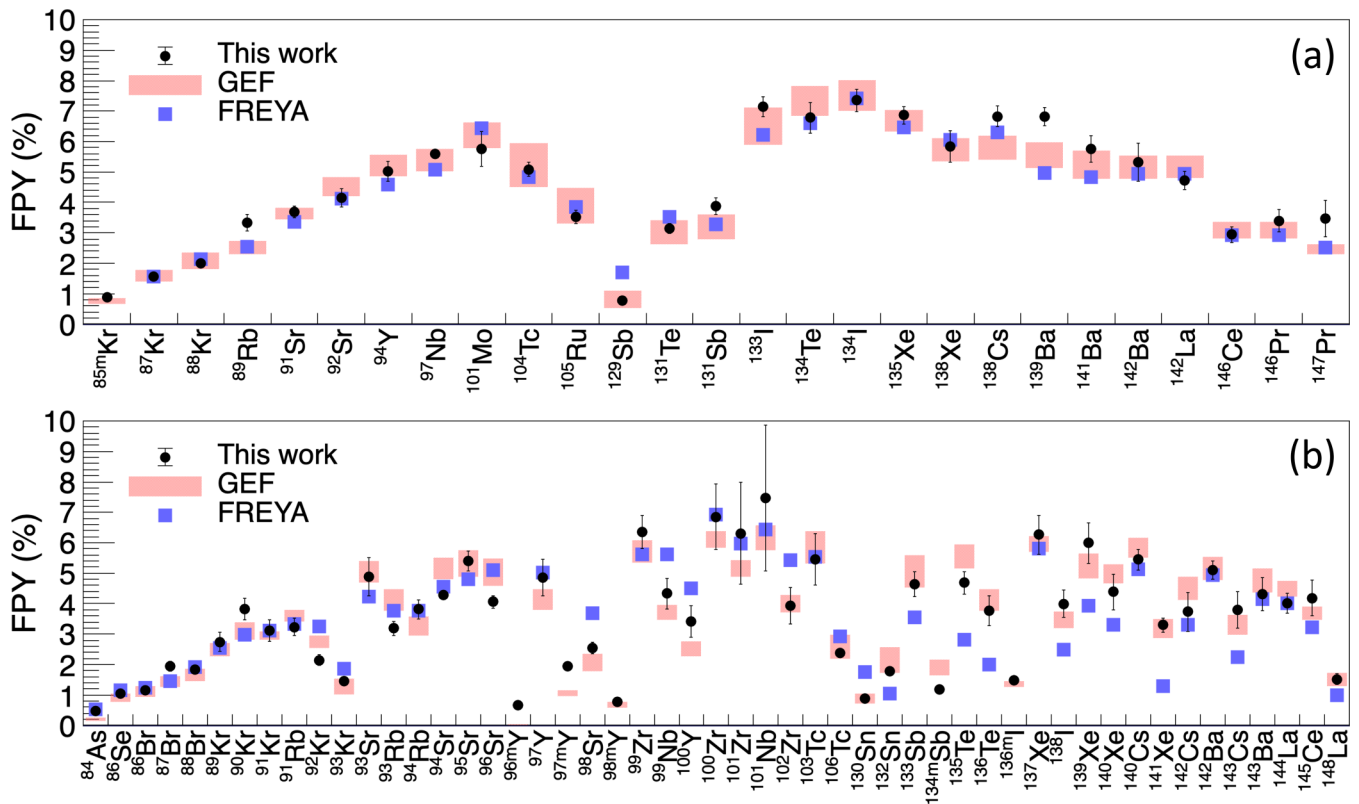 (a)
This work
GEF
FREYA
FPY (%)
10
9
8
7
6
5
4
3
2
1
0
85mKr
87Kr
88Kr
89Rb
91Sr
92Sr
94Y
97Nb
101Mo
104Tc
105Ru
129Sb
131Te
131Sb
133I
134Te
134I
135Xe
138Xe
138Cs
139Ba
141Ba
142Ba
142La
146Ce
146Pr
147Pr
(b)
This work
GEF
FREYA
FPY (%)
10
9
8
7
6
5
4
3
2
1
0
84As
86Se
86Br
87Br
88Br
89Kr
90Kr
91Kr
91Rb
92Kr
93Kr
93Sr
93Rb
94Rb
94Sr
95Sr
96Sr
96mY
97Y
97mY
98Sr
98mY
99Zr
99Nb
100Y
100Zr
101Zr
101Nb
102Zr
103Tc
106Tc
130Sn
132Sn
133Sb
134mSb
135Te
136Te
136mI
137Xe
138I
139Xe
140Xe
140Cs
141Xe
142Cs
142Ba
143Cs
143Ba
144La
145Ce
148La